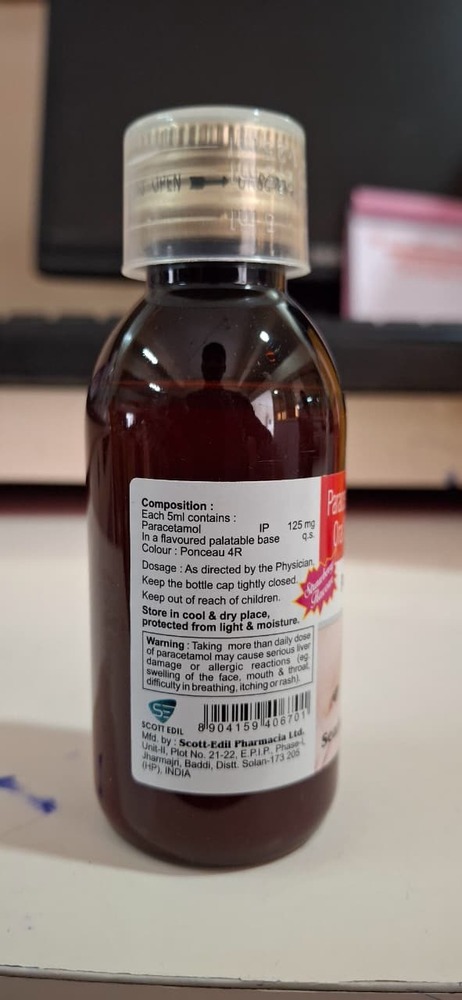 OPEN
Composition :
Each 5ml contains :
Paracetamol IP 125 mg
In a flavoured palatable base q.s.
Colour : Ponceau 4R
Dosage : As directed by the Physician.
Keep the bottle cap tightly closed.
Keep out of reach of children.
Store in cool & dry place,
protected from light & moisture.
Warning : Taking more than daily dose
of paracetamol may cause serious liver
damage or allergic reactions (eg.
swelling of the face, mouth & throat,
difficulty in breathing, itching or rash).
SCOTT EDIL
8 904159 406701
Mfd. by : Scott-Edil Pharmacia Ltd.
Unit-II, Plot No. 21-22, E.P.I.P., Phase-I,
Jharmajri, Baddi, Distt. Solan-173 205
(HP), INDIA